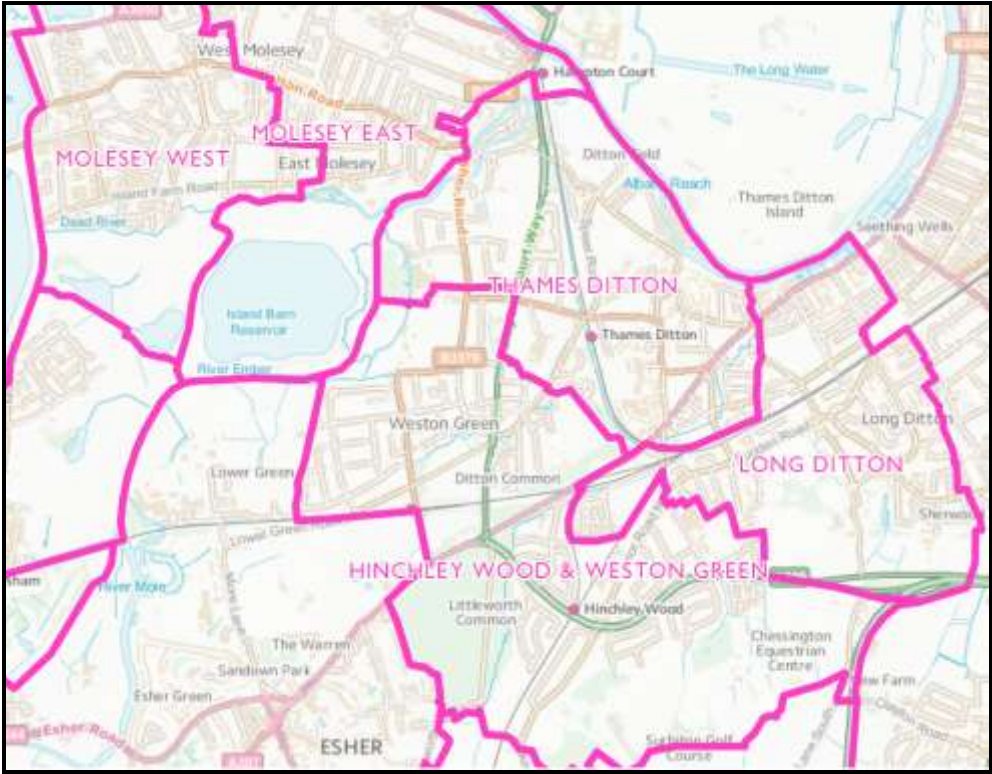 West Molesey
Hampton Court
The Long Water
MOLESEY EAST
MOLESEY WEST
East Molesey
Ditton Field
Island Farm Road
Albany Reach
Thames Ditton
Island
Dead River
Seething Wells
THAMES DITTON
Island Barn
Reservoir
Thames Ditton
River Ember
Weston Green
Long Ditton
LONG DITTON
Lower Green
Ditton Common
Lower Green
River Mole
HINCHLEY WOOD & WESTON GREEN
Littleworth
Common
Hinchley Wood
The Warren
Chessington
Equestrian
Centre
Sandown Park
Esher Green
Esher Road
ESHER
Surbiton Golf
Course